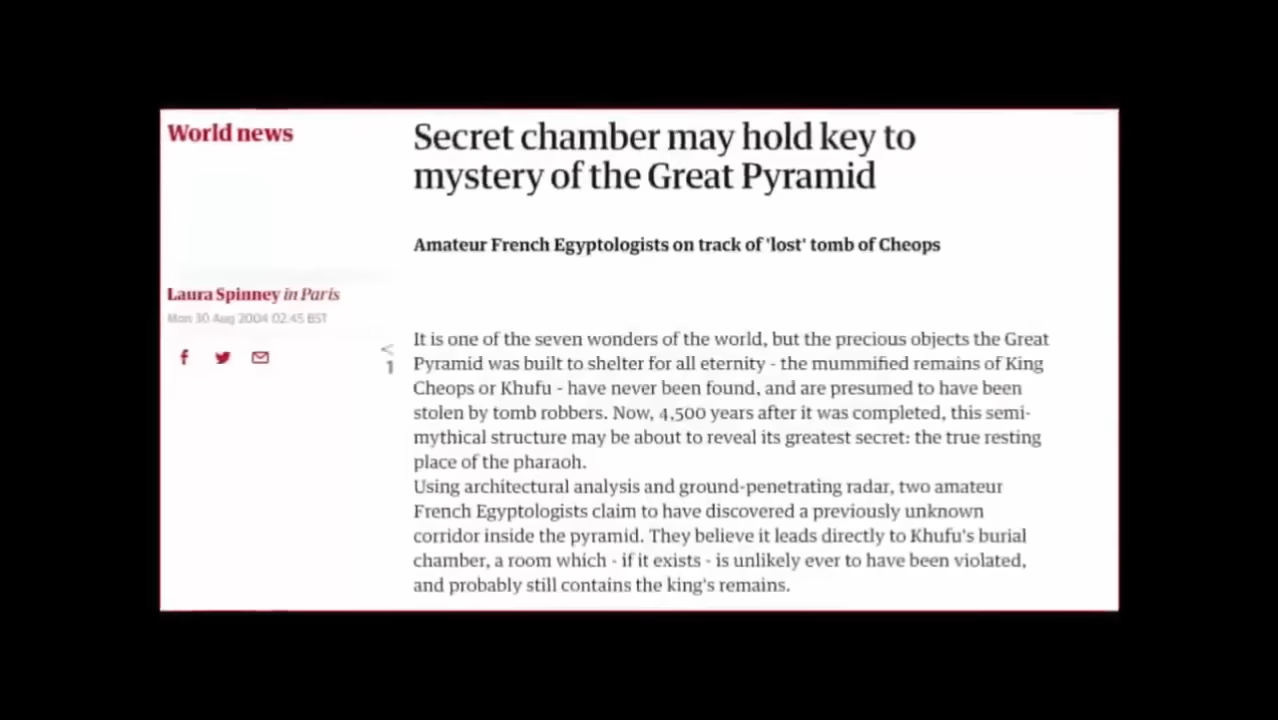 World news
Secret chamber may hold key to
mystery of the Great Pyramid
Amateur French Egyptologists on track of 'lost' tomb of Cheops
Laura Spinney in Paris
Mon 30 Aug 2004 02.45 BST
1
It is one of the seven wonders of the world, but the precious objects the Great
Pyramid was built to shelter for all eternity - the mummified remains of King
Cheops or Khufu - have never been found, and are presumed to have been
stolen by tomb robbers. Now, 4,500 years after it was completed, this semi-
mythical structure may be about to reveal its greatest secret: the true resting
place of the pharaoh.
Using architectural analysis and ground-penetrating radar, two amateur
French Egyptologists claim to have discovered a previously unknown
corridor inside the pyramid. They believe it leads directly to Khufu's burial
chamber, a room which - if it exists - is unlikely ever to have been violated,
and probably still contains the king's remains.